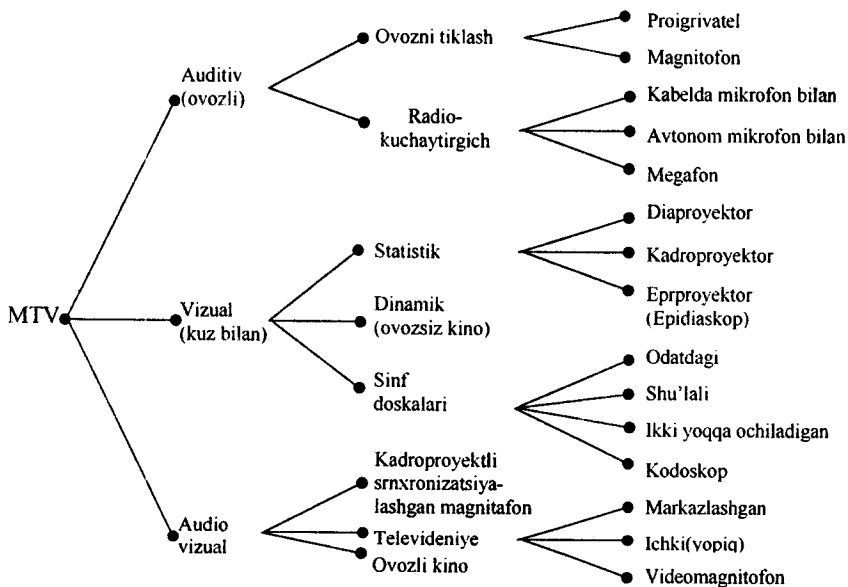 MTV
Auditiv
(ovozli)
Ovozni tiklash
Proigrivatel
Magnitofon
Radio-
kuchaytirgich
Kabelda mikrofon bilan
Avtonom mikrofon bilan
Megafon
Vizual
(kuz bilan)
Statistik
Diaproyektor
Kadroproyektor
Eprproyektor
(Epidiaskop)
Dinamik
(ovozsiz kino)
Sinf
doskalari
Odatdagi
Shu’lali
Ikki yoqqa ochiladigan
Kodoskop
Audio
vizual
Kadroproyektli
srnxronizatsiya-
lashgan magnitafon
Televideniye
Ovozli kino
Markazlashgan
Ichki(yopiq)
Videomagnitofon